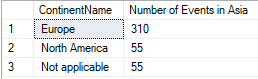 ContinentName Number of Events in Asia
1 Europe 310
2 North America 55
3 Not applicable 55